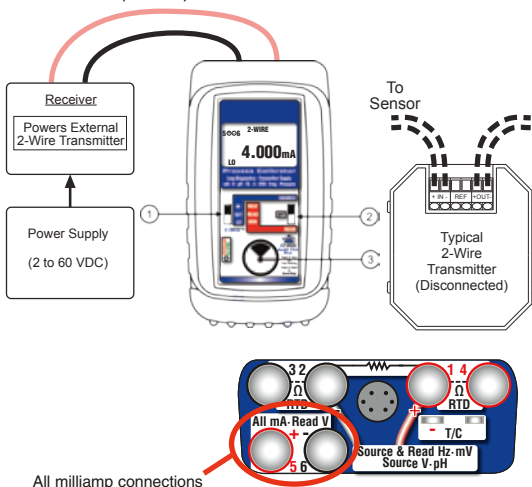 Receiver
Powers External
2-Wire Transmitter
Power Supply
(2 to 60 VDC)
2-WIRE
LO 4.000mA
Process Calibrator
1
2
3
To
Sensor
+ IN - REF +OUT-
Typical
2-Wire
Transmitter
(Disconnected)
3 2
Ω
RTD
1 4
Ω
RTD
All mA·Read V
+ -
5 6
+
- T/C
Source & Read Hz·mV
Source V·pH
All milliamp connections